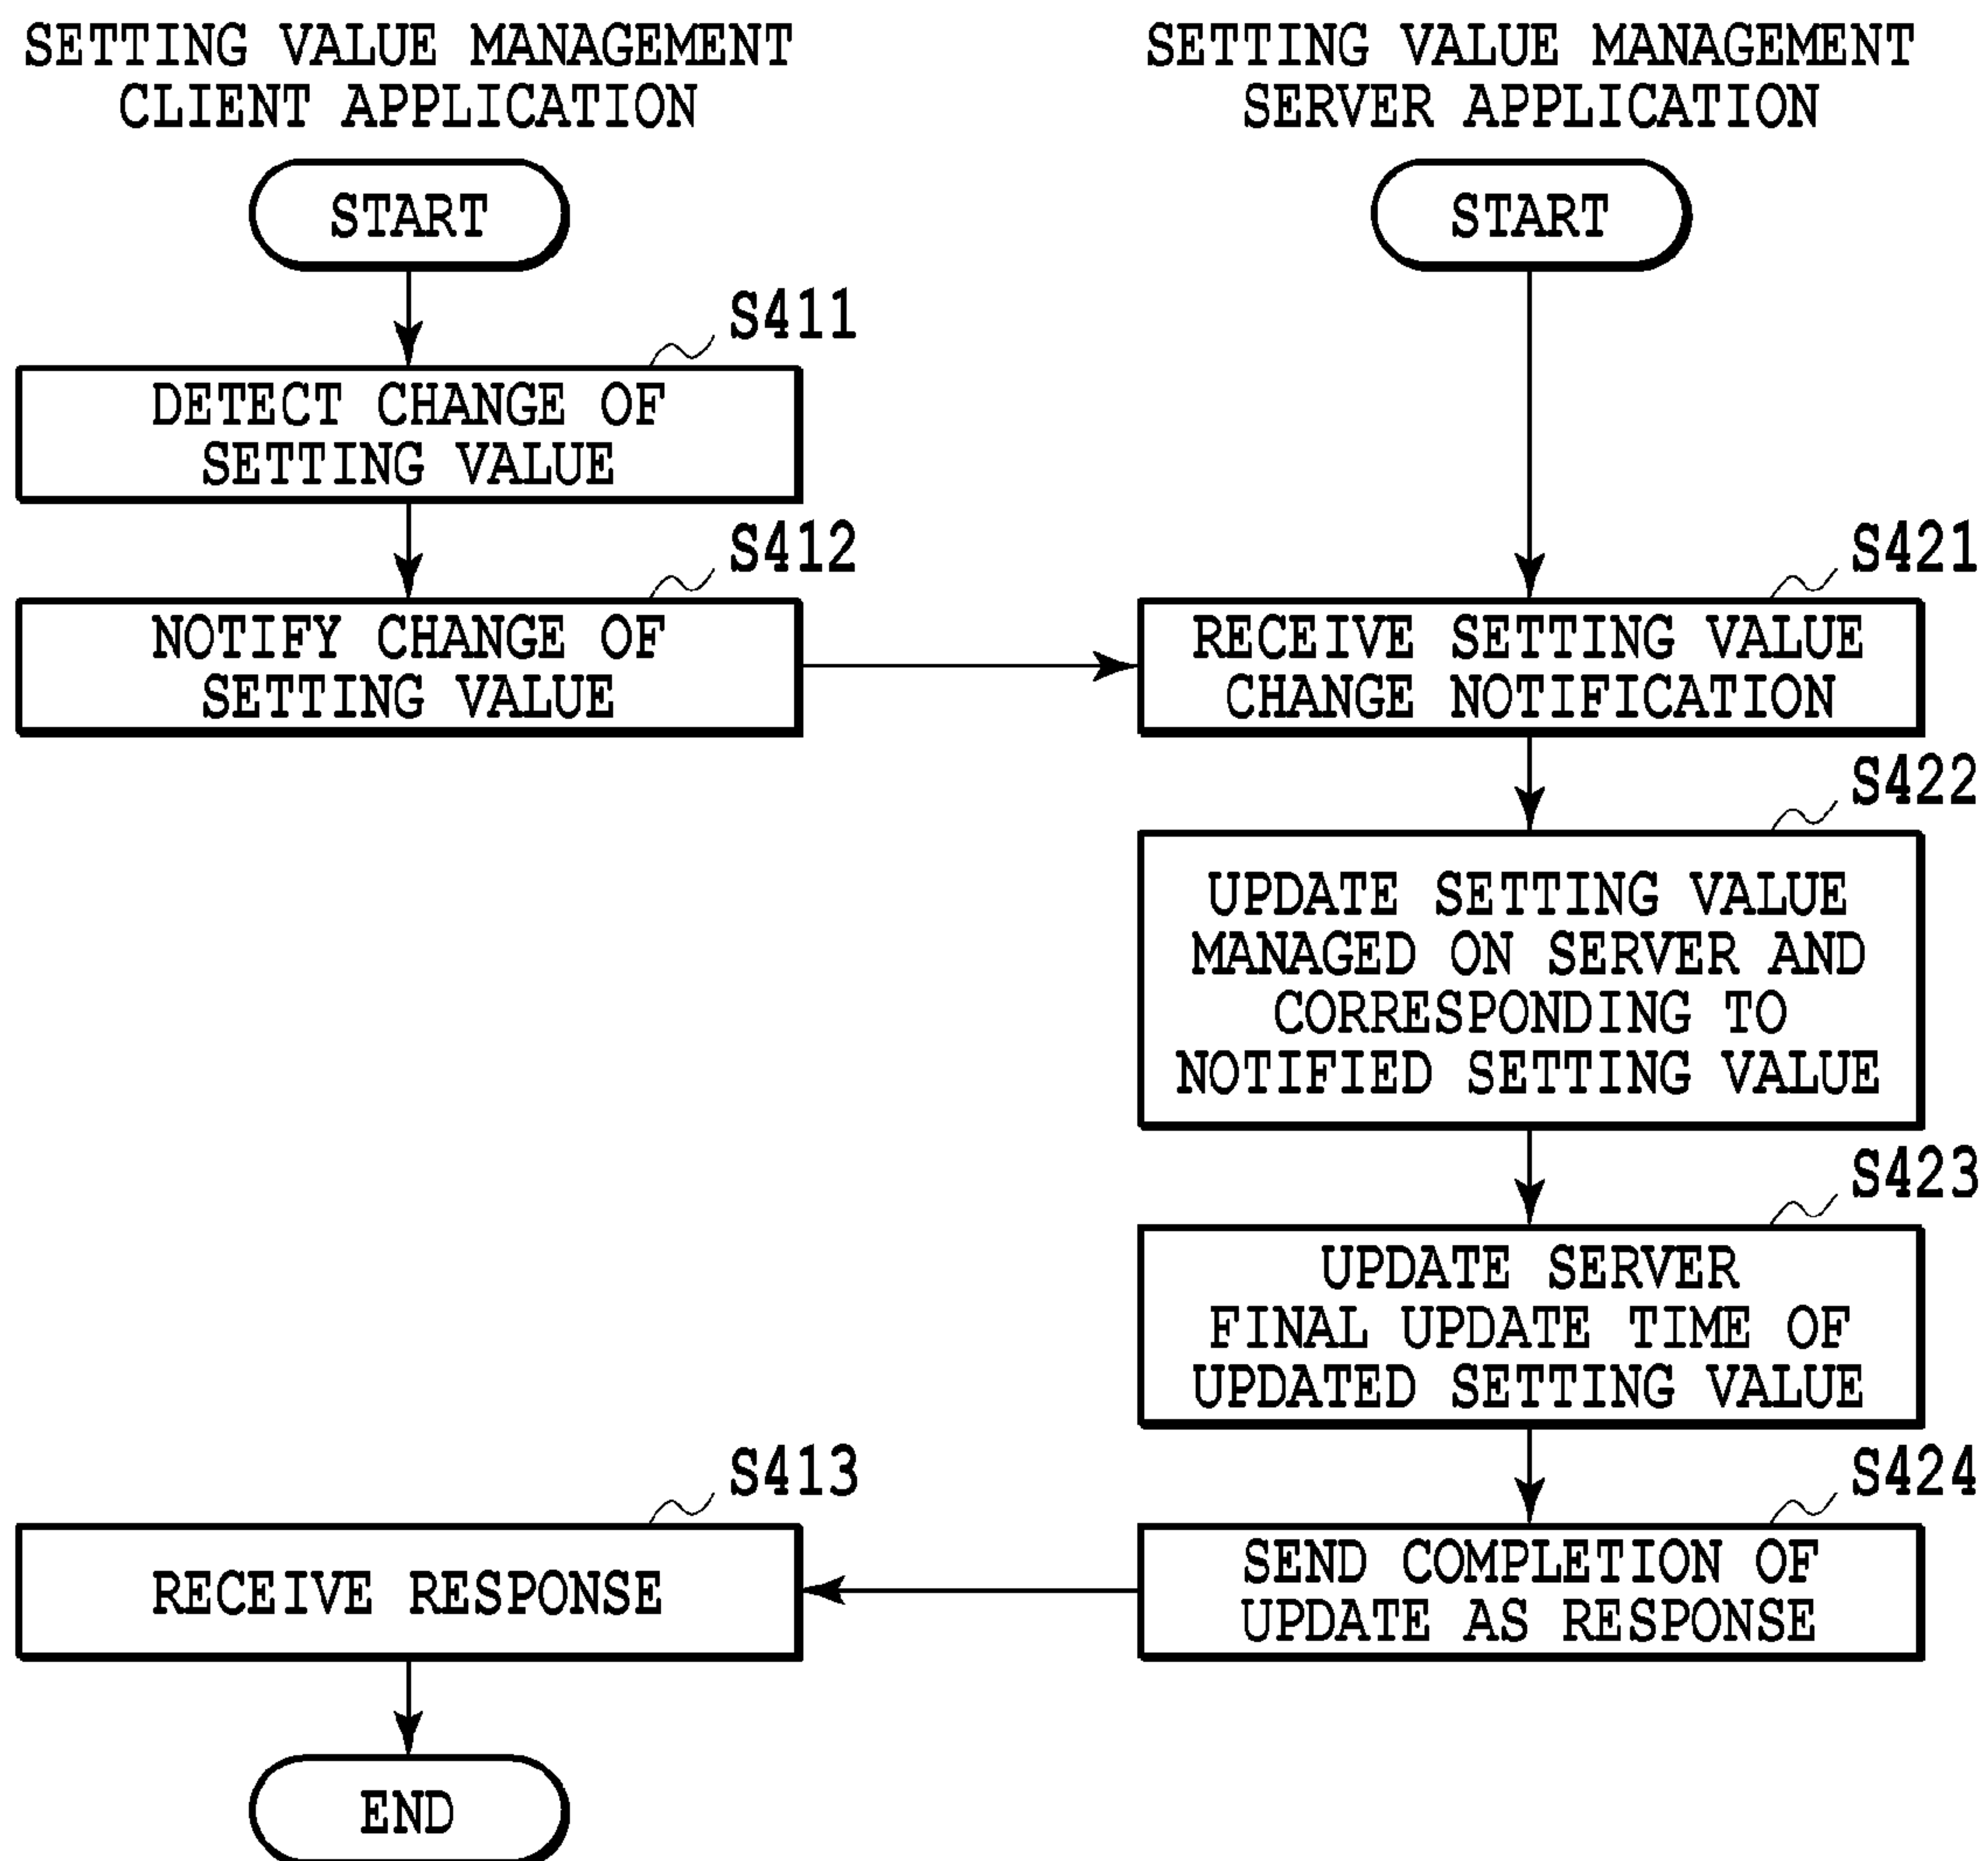 SETTING VALUE MANAGEMENT
CLIENT APPLICATION
SETTING VALUE MANAGEMENT
SERVER APPLICATION
START
START
S411
DETECT CHANGE OF
SETTING VALUE
S412
NOTIFY CHANGE OF
SETTING VALUE
S421
RECEIVE SETTING VALUE
CHANGE NOTIFICATION
S422
UPDATE SETTING VALUE
MANAGED ON SERVER AND
CORRESPONDING TO
NOTIFIED SETTING VALUE
S423
UPDATE SERVER
FINAL UPDATE TIME OF
UPDATED SETTING VALUE
S424
SEND COMPLETION OF
UPDATE AS RESPONSE
S413
RECEIVE RESPONSE
END